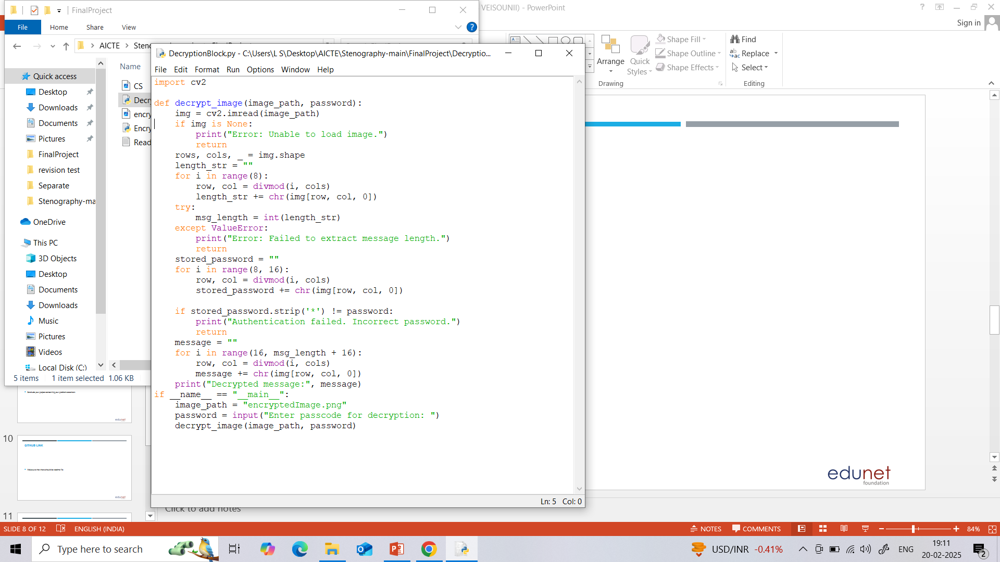 FinalProject
VEISOUNII) - PowerPoint
Sign in
File
Home
Share
View
AICTE
Name
Quick access
Desktop
Downloads
Documents
Pictures
FinalProject
revision test
Separate
Stenography-ma
OneDrive
This PC
3D Objects
Desktop
Documents
Downloads
Music
Pictures
Videos
Local Disk (C:)
CS
Decr
encry
Encry
Read
5 items
1 item selected 1.06 KB
DecryptionBlock.py - C:\Users\L S\Desktop\AICTE\Stenography-main\FinalProject\Decryptio...
File Edit Format Run Options Window Help
import cv2
def decrypt_image(image_path, password):
    img = cv2.imread(image_path)
    if img is None:
        print("Error: Unable to load image.")
        return
    rows, cols, _ = img.shape
    length_str = ""
    for i in range(8):
        row, col = divmod(i, cols)
        length_str += chr(img[row, col, 0])
    try:
        msg_length = int(length_str)
    except ValueError:
        print("Error: Failed to extract message length.")
        return
    stored_password = ""
    for i in range(8, 16):
        row, col = divmod(i, cols)
        stored_password += chr(img[row, col, 0])
    if stored_password.strip('*') != password:
        print("Authentication failed. Incorrect password.")
        return
    message = ""
    for i in range(16, msg_length + 16):
        row, col = divmod(i, cols)
        message += chr(img[row, col, 0])
    print("Decrypted message:", message)
if __name__ == "__main__":
    image_path = "encryptedImage.png"
    password = input("Enter passcode for decryption: ")
    decrypt_image(image_path, password)
Ln: 5 Col: 0
Arrange
Quick
Styles
Shape Fill
Shape Outline
Shape Effects
Drawing
Find
Replace
Select
Editing
edunet
foundation
edunet
10
GITHUB LINK
Make sure that there should be readme file
edunet
11
Click to add notes
SLIDE 8 OF 12
ENGLISH (INDIA)
NOTES
COMMENTS
84%
Type here to search
USD/INR -0.41%
ENG
19:11
20-02-2025
2